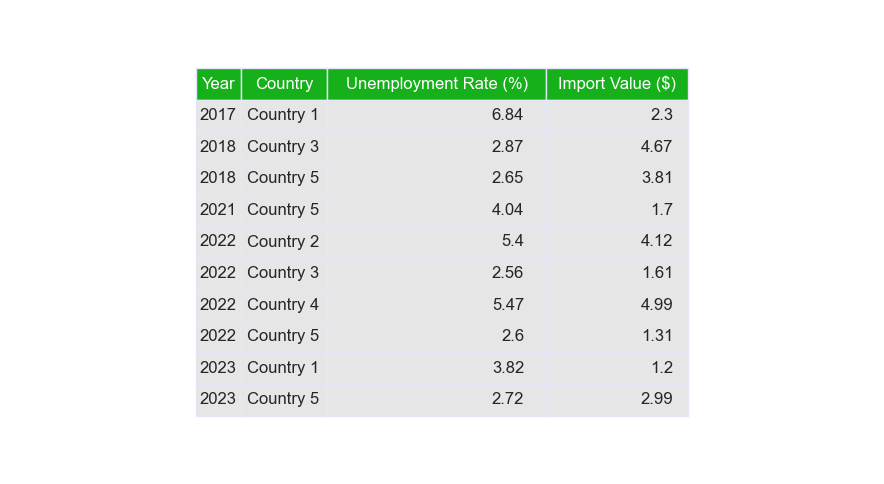 Year Country Unemployment Rate (%) Import Value ($)
2017 Country 1 6.84 2.3
2018 Country 3 2.87 4.67
2018 Country 5 2.65 3.81
2021 Country 5 4.04 1.7
2022 Country 2 5.4 4.12
2022 Country 3 2.56 1.61
2022 Country 4 5.47 4.99
2022 Country 5 2.6 1.31
2023 Country 1 3.82 1.2
2023 Country 5 2.72 2.99